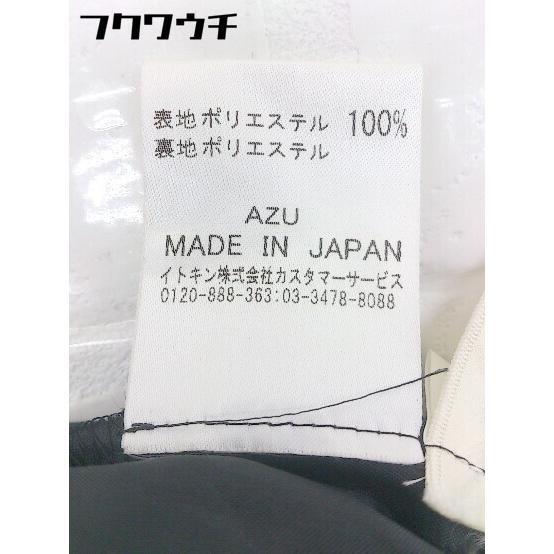 フクワウチ
表地ポリエステル 100%
裏地ポリエステル
AZU
MADE IN JAPAN
イトキン株式会社カスタマーサービス
0120-888-363:03-3478-8088